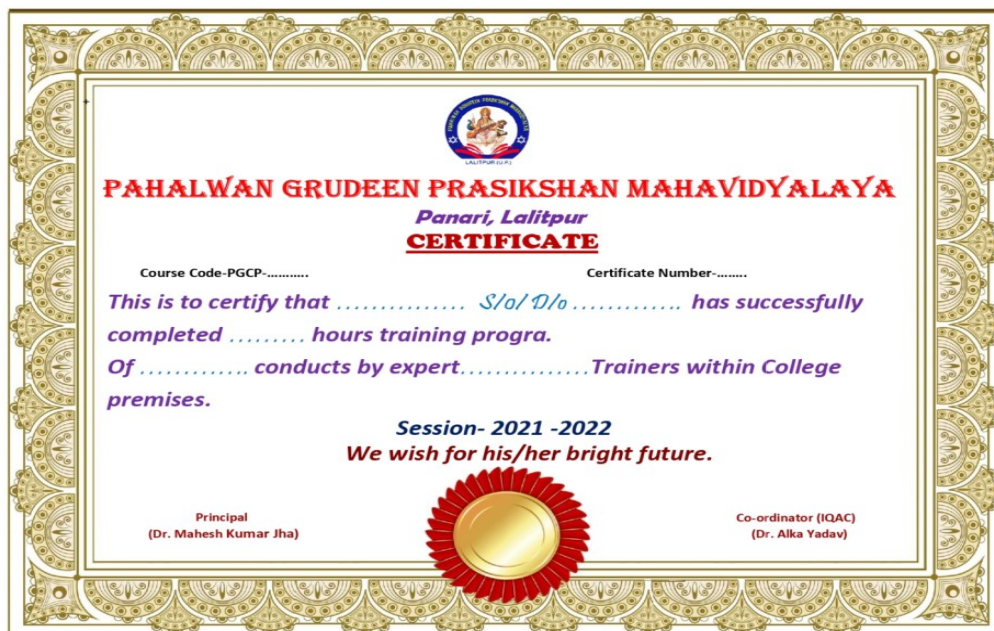 LALITPUR (U.P.)
PAHALWAN GRUDEEN PRASIKSHAN MAHAVIDYALAYA
Panari, Lalitpur
CERTIFICATE
Course Code-PGCP-........... Certificate Number-........
This is to certify that ............... S/o/ D/o ............. has successfully
completed ......... hours training progra.
Of ............. conducts by expert...............Trainers within College
premises.
Session- 2021 -2022
We wish for his/her bright future.
Principal
(Dr. Mahesh Kumar Jha)
Co-ordinator (IQAC)
(Dr. Alka Yadav)